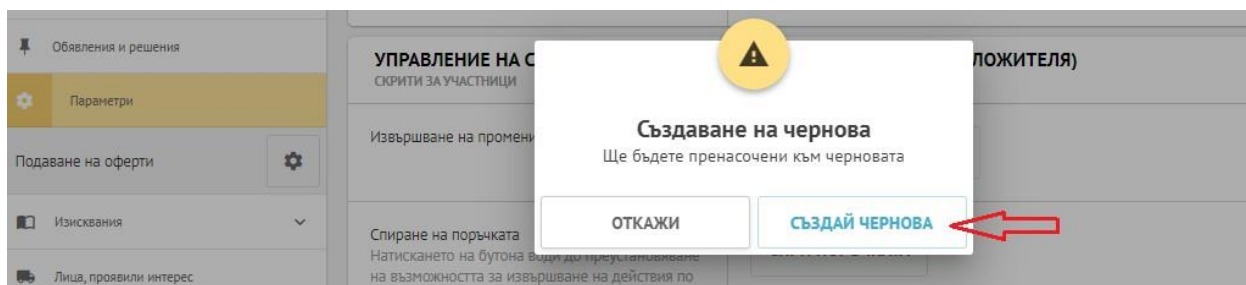 Обявления и решения
Параметри
Подаване на оферти
Изисквания
Лица, проявили интерес
УПРАВЛЕНИЕ НА С
ЛОЖИТЕЛЯ)
СКРИТИ ЗА УЧАСТНИЦИ
Извършване на промени
Спиране на поръчката
Натискането на бутона води до преустановяване
на възможността за извършване на действия по
Създаване на чернова
Ще бъдете пренасочени към черновата
ОТКАЖИ
СЪЗДАЙ ЧЕРНОВА